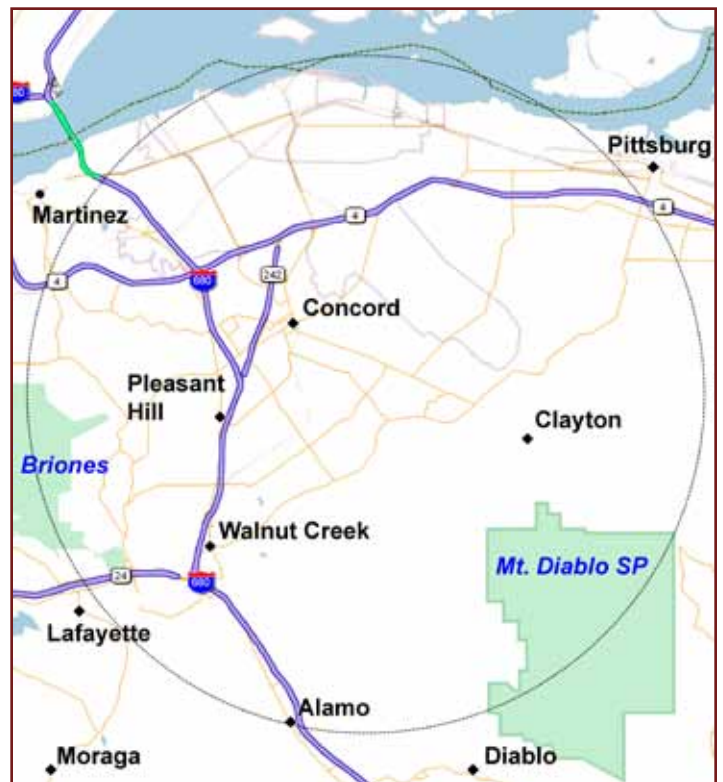 80
Pittsburg
Martinez
4
4
242
680
4
Concord
Pleasant
Hill
Clayton
Briones
Walnut Creek
Mt. Diablo SP
24
680
Lafayette
Alamo
Moraga
Diablo